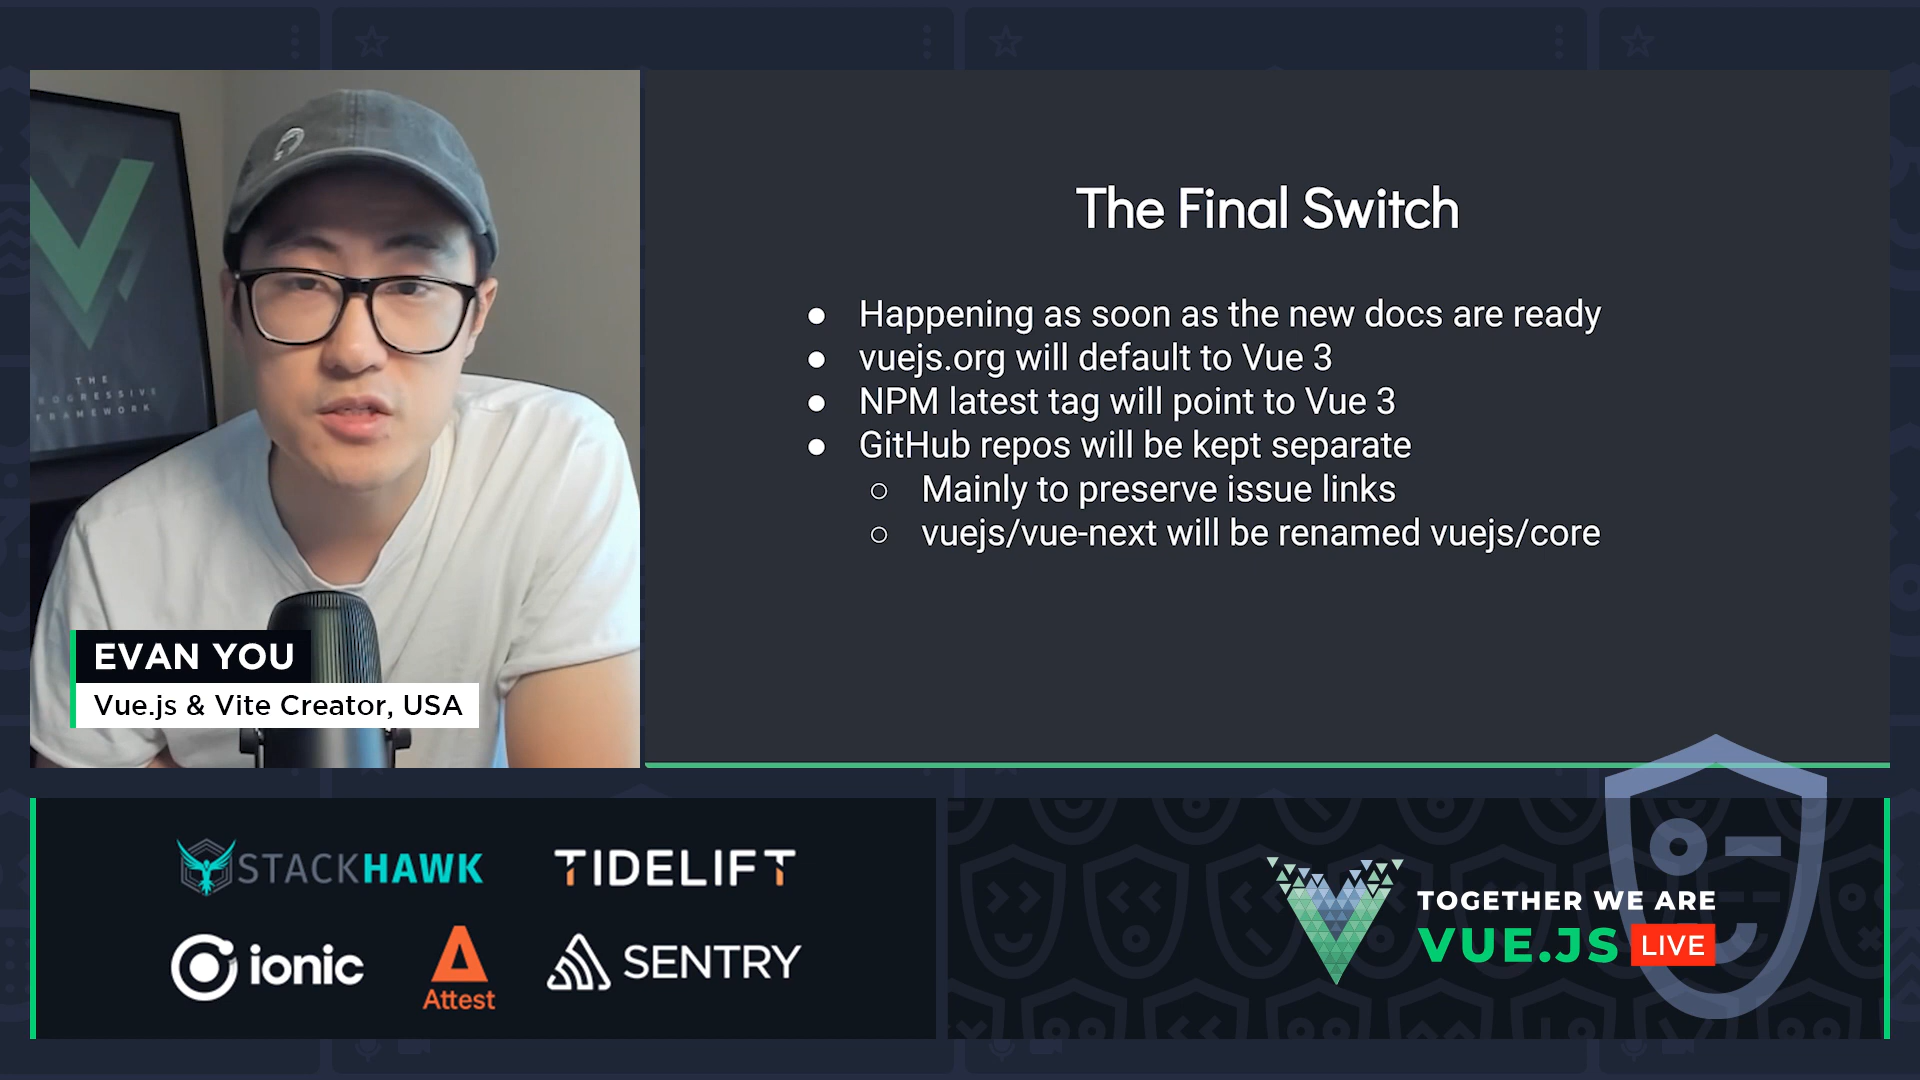 THE
PROGRESSIVE
FRAMEWORK
EVAN YOU
Vue.js & Vite Creator, USA
The Final Switch
● Happening as soon as the new docs are ready
● vuejs.org will default to Vue 3
● NPM latest tag will point to Vue 3
● GitHub repos will be kept separate
○ Mainly to preserve issue links
○ vuejs/vue-next will be renamed vuejs/core
STACKHAWK
TIDELIFT
ionic
Attest
SENTRY
TOGETHER WE ARE
VUE.JS LIVE